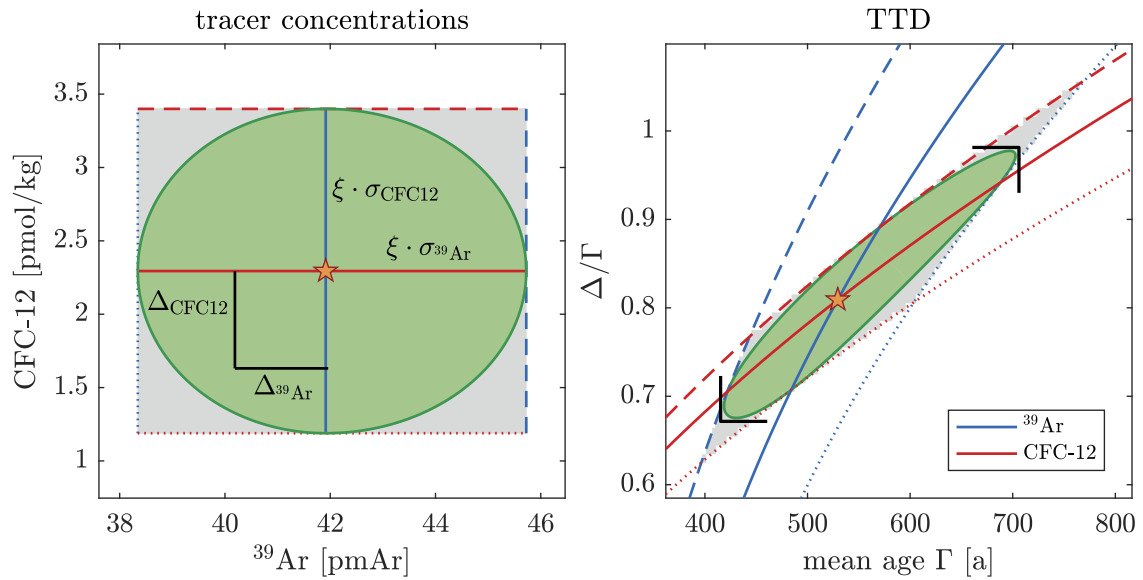 tracer concentrations
CFC-12 [pmol/kg]
3.5
3
2.5
2
1.5
1
ξ · σCFC12
ξ · σ³⁹Ar
ΔCFC12
Δ³⁹Ar
38
40
42
44
46
³⁹Ar [pmAr]
TTD
Δ/Γ
1
0.9
0.8
0.7
0.6
³⁹Ar
CFC-12
400
500
600
700
800
mean age Γ [a]